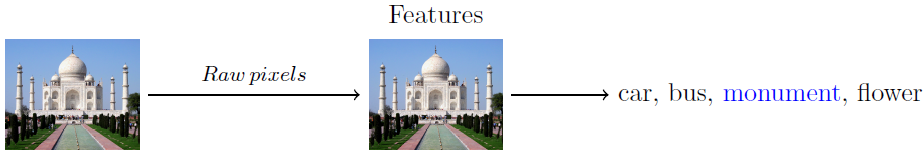 Features
Raw pixels
car, bus, monument, flower